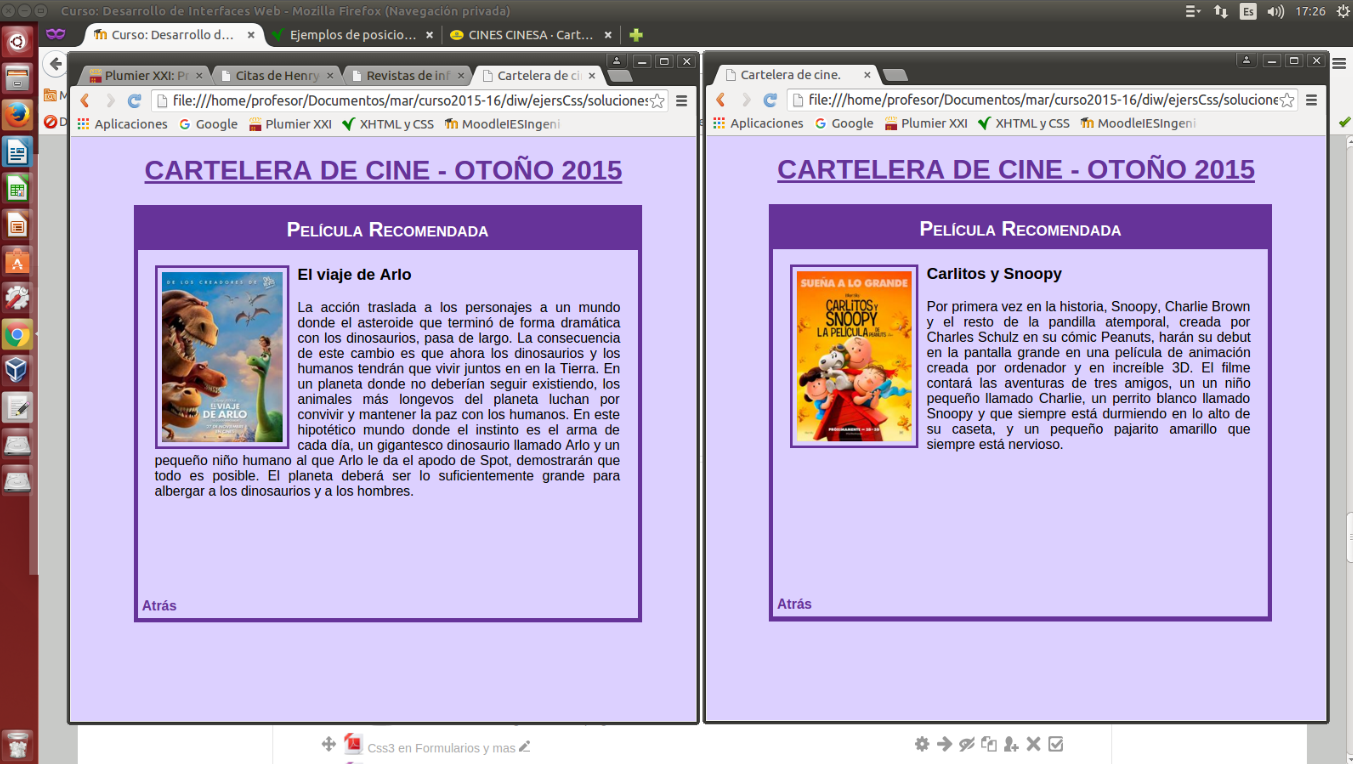 Curso: Desarrollo de Interfaces Web - Mozilla Firefox (Navegación privada)
Es
17:26
Curso: Desarrollo d...
Ejemplos de posicio...
CINES CINESA · Cart...
Plumier XXI: Pr
Citas de Henry
Revistas de inf
Cartelera de ci
file:///home/profesor/Documentos/mar/curso2015-16/diw/ejersCss/soluciones
Aplicaciones
Google
Plumier XXI
XHTML y CSS
MoodleIESIngeni
CARTELERA DE CINE - OTOÑO 2015
Película Recomendada
DE LOS CREADORES DE
EL VIAJE
DE ARLO
El viaje de Arlo
La acción traslada a los personajes a un mundo
donde el asteroide que terminó de forma dramática
con los dinosaurios, pasa de largo. La consecuencia
de este cambio es que ahora los dinosaurios y los
humanos tendrán que vivir juntos en en la Tierra. En
un planeta donde no deberían seguir existiendo, los
animales más longevos del planeta luchan por
convivir y mantener la paz con los humanos. En este
hipotético mundo donde el instinto es el arma de
cada día, un gigantesco dinosaurio llamado Arlo y un
pequeño niño humano al que Arlo le da el apodo de Spot, demostrarán que
todo es posible. El planeta deberá ser lo suficientemente grande para
albergar a los dinosaurios y a los hombres.
Atrás
Cartelera de cine.
file:///home/profesor/Documentos/mar/curso2015-16/diw/ejersCss/solucione
Aplicaciones
Google
Plumier XXI
XHTML y CSS
MoodleIESIngeni
CARTELERA DE CINE - OTOÑO 2015
Película Recomendada
SUEÑA A LO GRANDE
CARLITOS Y
SNOOPY
LA PELÍCULA DE
PEANUTS
Carlitos y Snoopy
Por primera vez en la historia, Snoopy, Charlie Brown
y el resto de la pandilla atemporal, creada por
Charles Schulz en su cómic Peanuts, harán su debut
en la pantalla grande en una película de animación
creada por ordenador y en increíble 3D. El filme
contará las aventuras de tres amigos, un un niño
pequeño llamado Charlie, un perrito blanco llamado
Snoopy y que siempre está durmiendo en lo alto de
su caseta, y un pequeño pajarito amarillo que
siempre está nervioso.
Atrás
Css3 en Formularios y mas